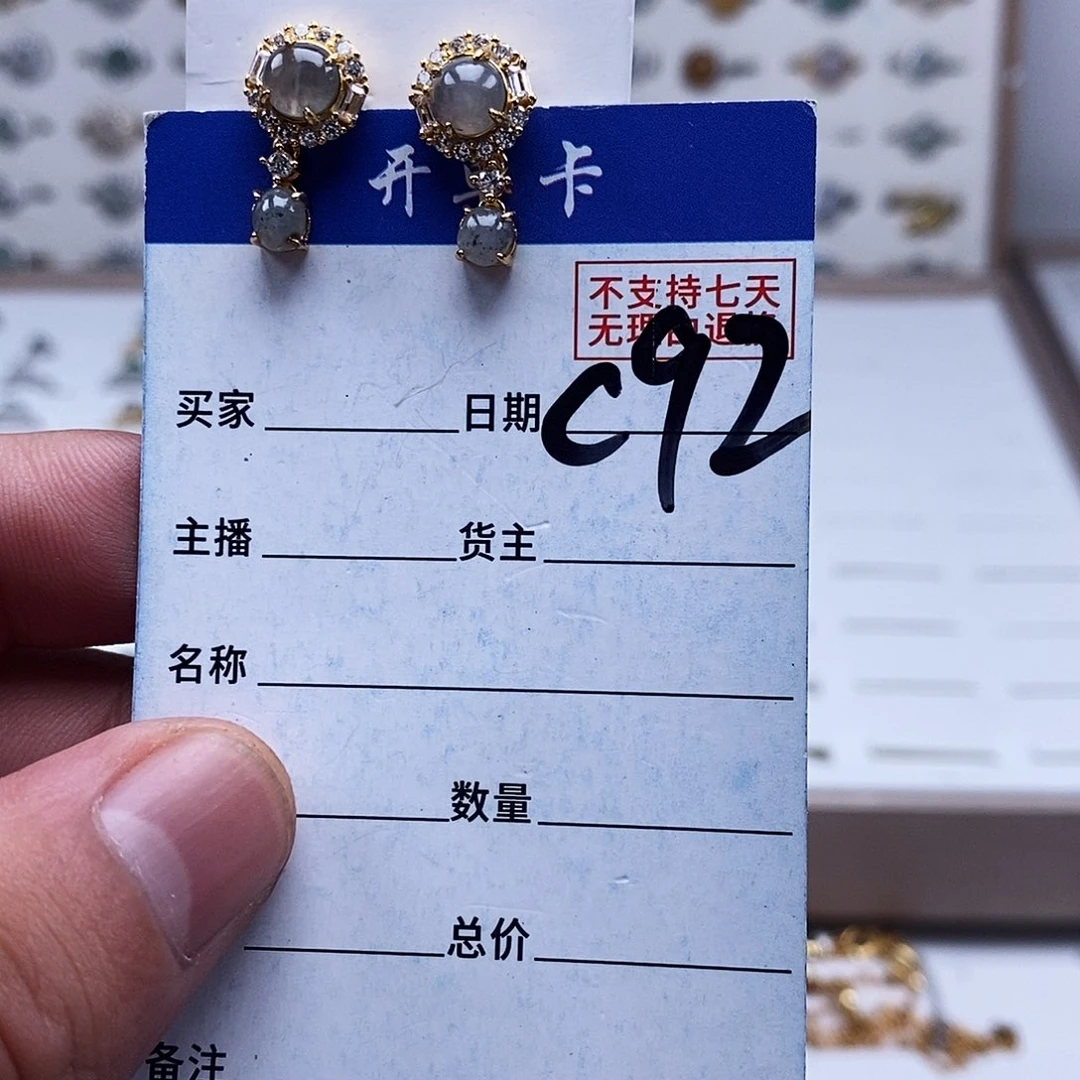 开 卡
不支持七天
无理由退换
买家 日期 C92
主播 货主
名称
数量
总价
备注